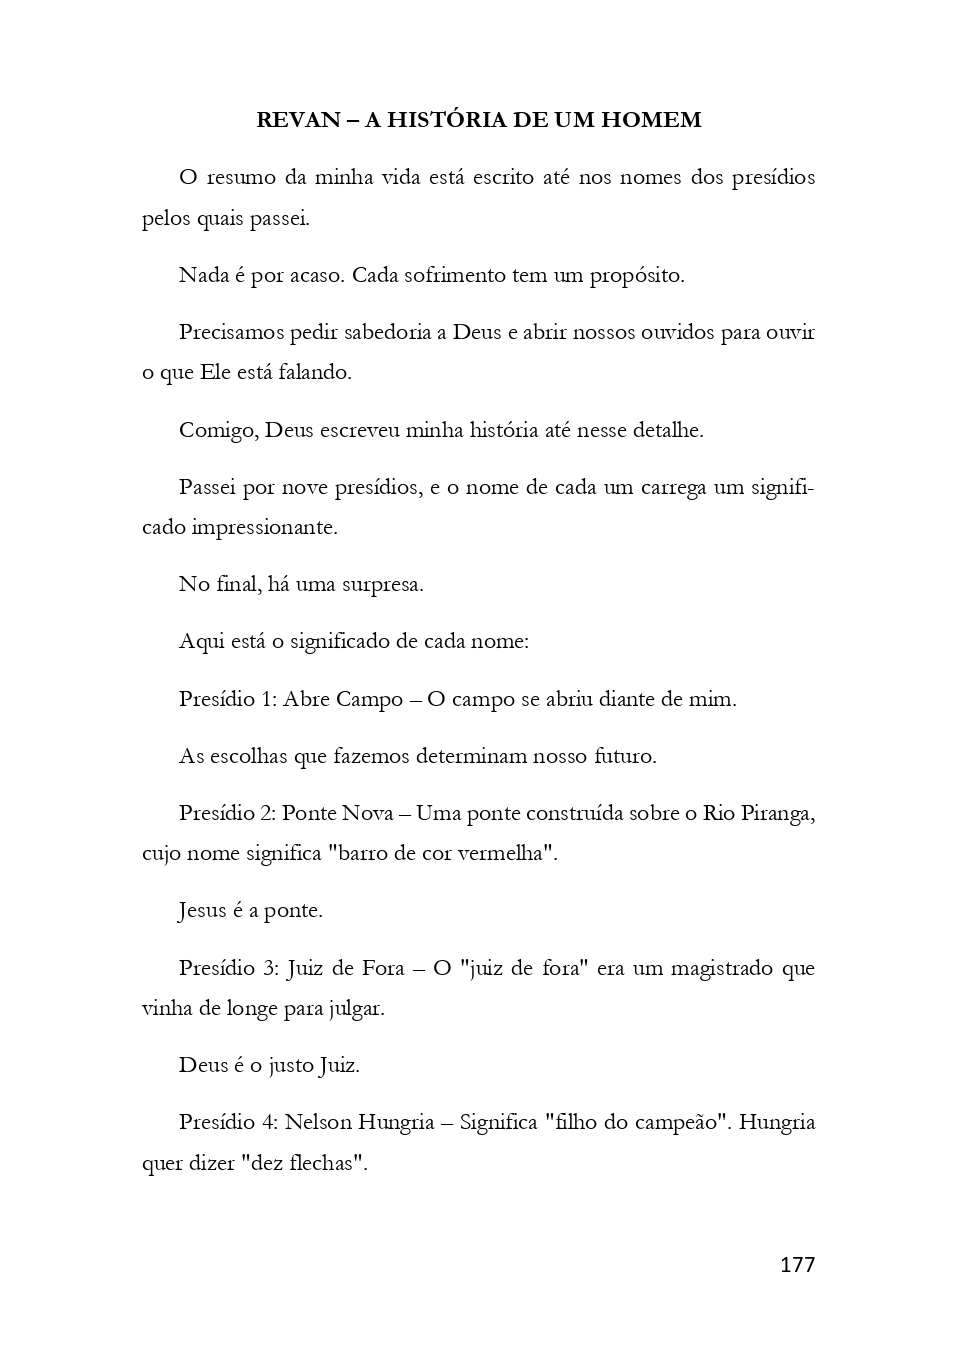 REVAN – A HISTÓRIA DE UM HOMEM
O resumo da minha vida está escrito até nos nomes dos presídios
pelos quais passei.
Nada é por acaso. Cada sofrimento tem um propósito.
Precisamos pedir sabedoria a Deus e abrir nossos ouvidos para ouvir
o que Ele está falando.
Comigo, Deus escreveu minha história até nesse detalhe.
Passei por nove presídios, e o nome de cada um carrega um signifi-
cado impressionante.
No final, há uma surpresa.
Aqui está o significado de cada nome:
Presídio 1: Abre Campo – O campo se abriu diante de mim.
As escolhas que fazemos determinam nosso futuro.
Presídio 2: Ponte Nova – Uma ponte construída sobre o Rio Piranga,
cujo nome significa "barro de cor vermelha".
Jesus é a ponte.
Presídio 3: Juiz de Fora – O "juiz de fora" era um magistrado que
vinha de longe para julgar.
Deus é o justo Juiz.
Presídio 4: Nelson Hungria – Significa "filho do campeão". Hungria
quer dizer "dez flechas".
177